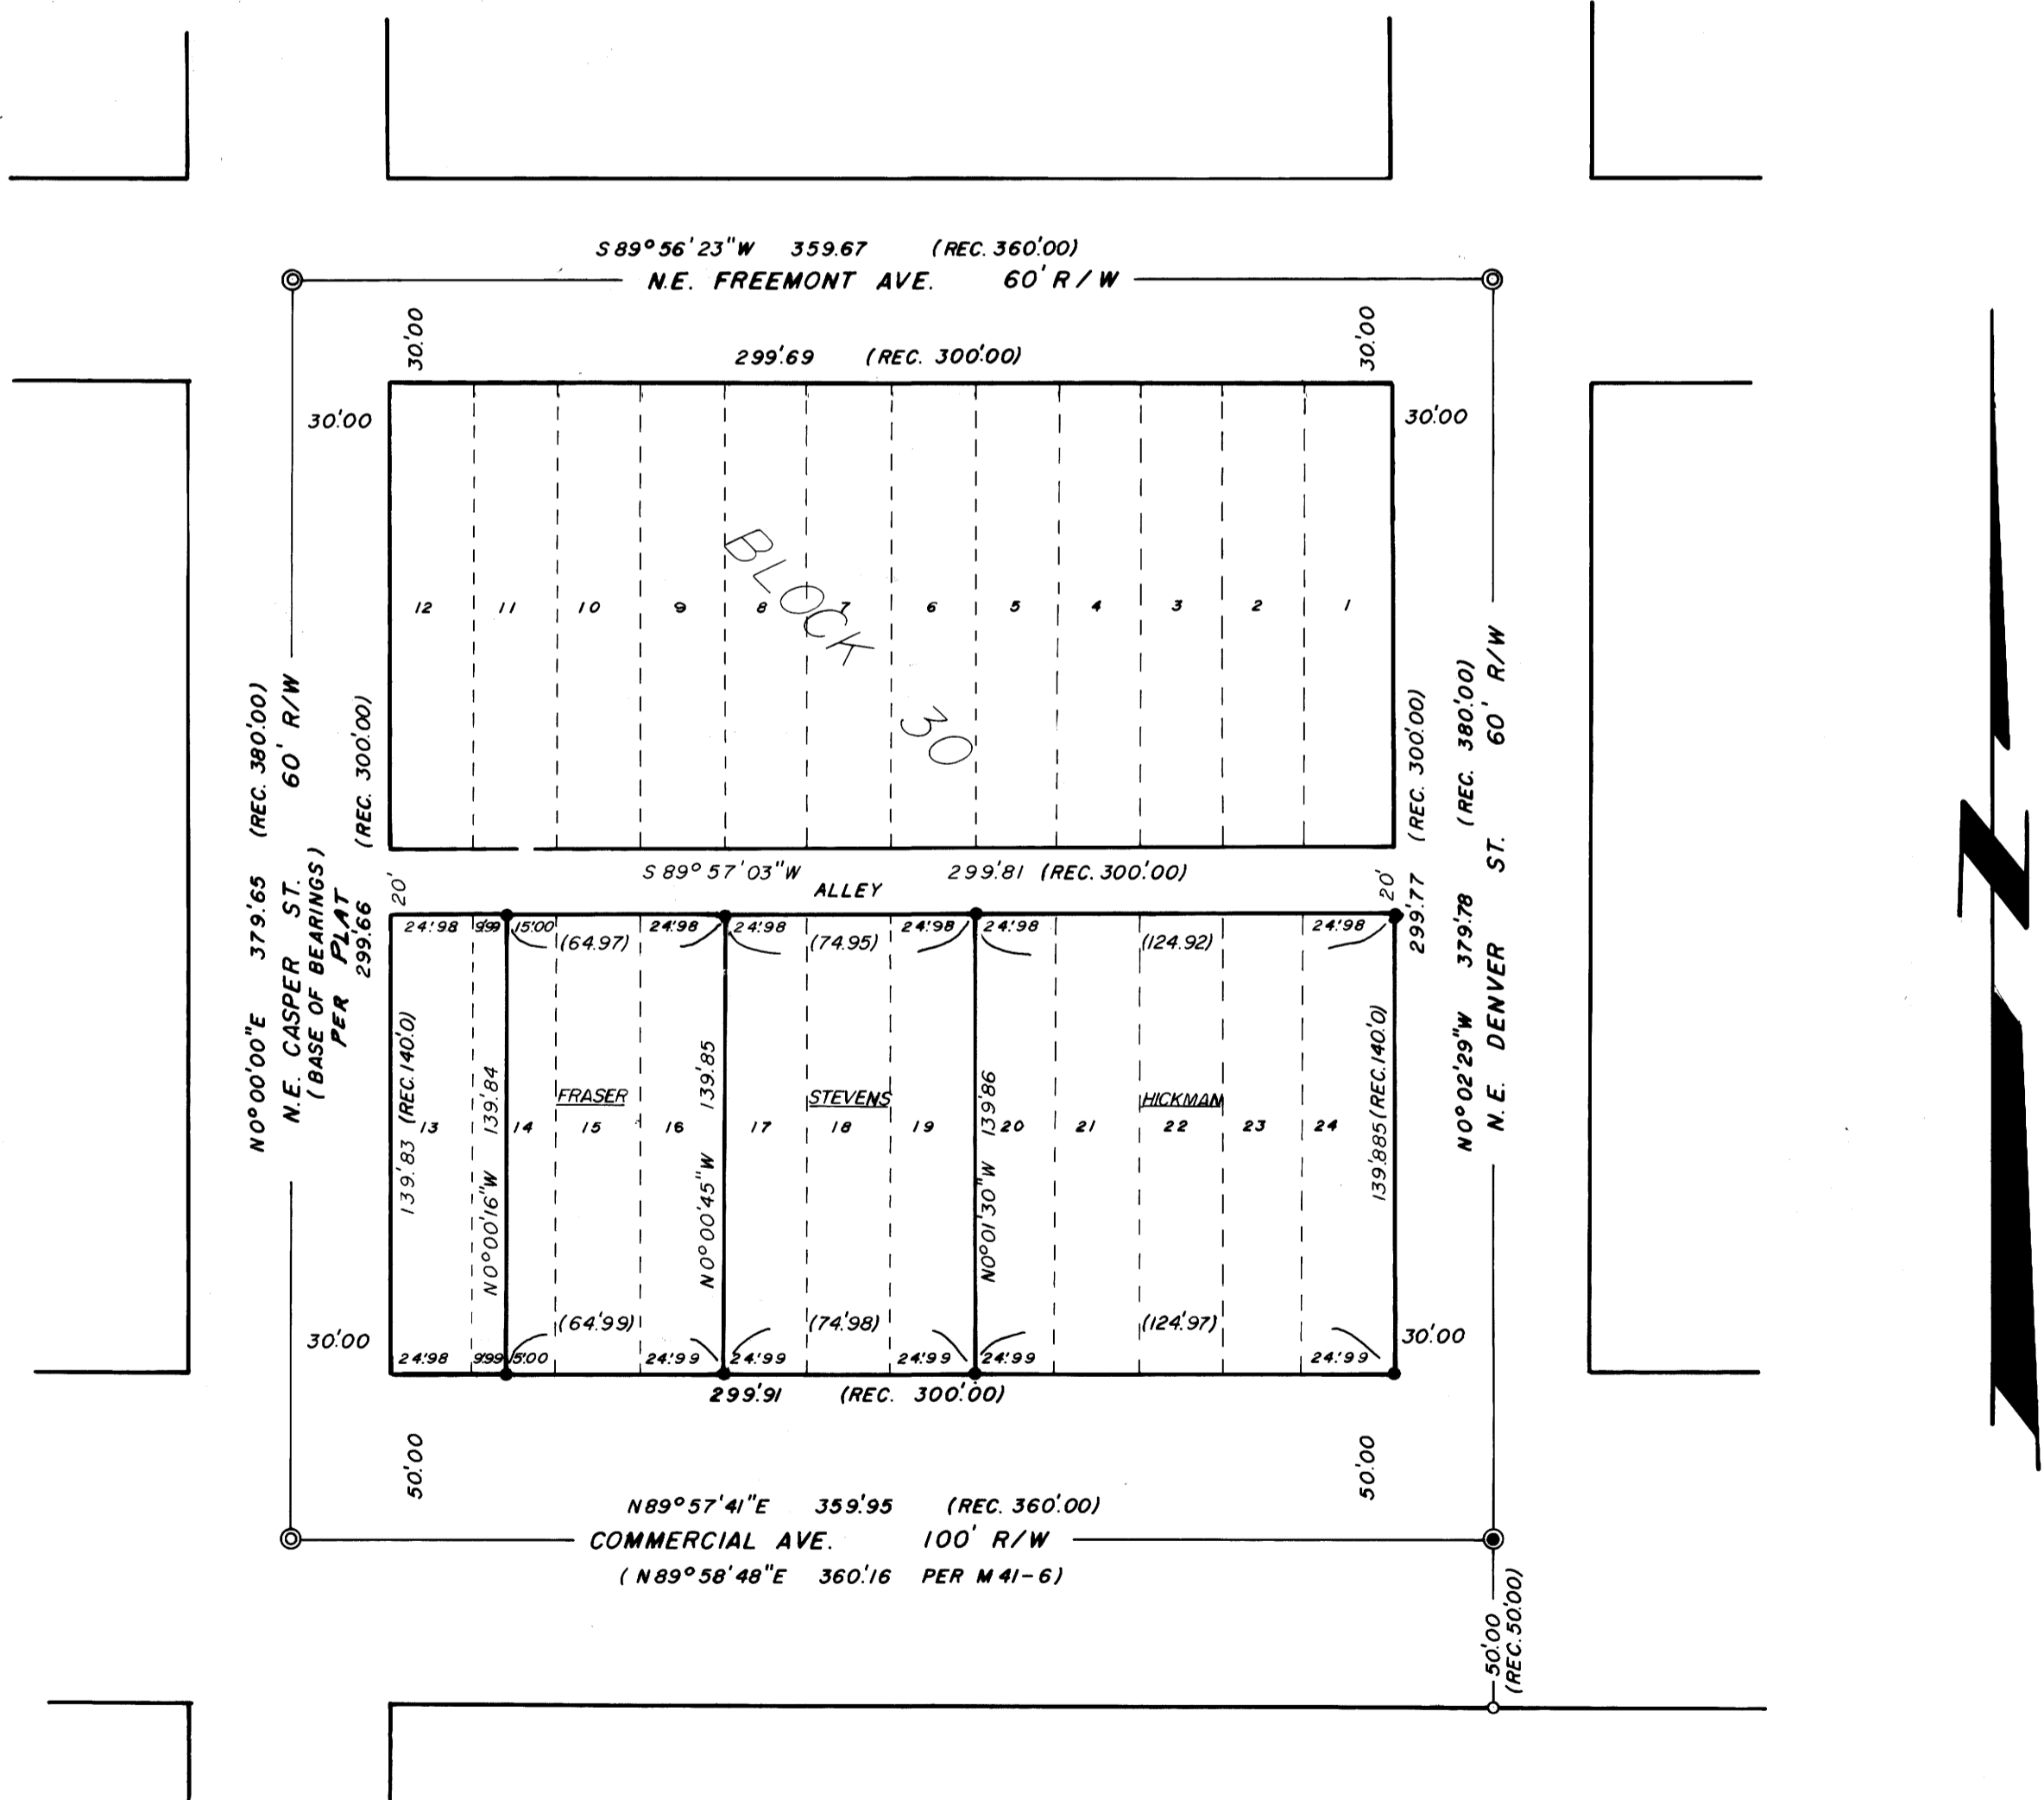 S 89° 56' 23" W 359.67 (REC. 360'.00)
N.E. FREEMONT AVE. 60' R/W
30'.00
30'.00
299'.69 (REC. 300'.00)
30'.00
30'.00
BLOCK 30
12 11 10 9 8 7 6 5 4 3 2 1
N 0° 00' 00" E 379'.65 (REC. 380'.00)
N.E. CASPER ST. 60' R/W
(BASE OF BEARINGS)
PER PLAT
299'.66 (REC. 300'.00)
299'.77 (REC. 300'.00)
N 0° 02' 29" W 379'.78 (REC. 380'.00)
N.E. DENVER ST. 60' R/W
S 89° 57' 03" W 299'.81 (REC. 300'.00)
ALLEY
20'
20'
24'.98 9'.99 15'.00 24'.98 24'.98 24'.98 24'.98 24'.98
(64.97) (74.95) (124.92)
139'.83 (REC. 140'.0)
N 0° 00' 16" W 139'.84
N 0° 00' 45" W 139'.85
N 0° 01' 30" W 139'.86
139'.885 (REC. 140'.0)
FRASER STEVENS HICKMAN
13 14 15 16 17 18 19 20 21 22 23 24
(64'.99) (74'.98) (124'.97)
30'.00
30'.00
24'.98 9'.99 15'.00 24'.99 24'.99 24'.99 24'.99 24'.99
299'.91 (REC. 300'.00)
50'.00
50'.00
N 89° 57' 41" E 359'.95 (REC. 360'.00)
COMMERCIAL AVE. 100' R/W
(N 89° 58' 48" E 360'.16 PER M 41-6)
50'.00
(REC. 50'.00)
N